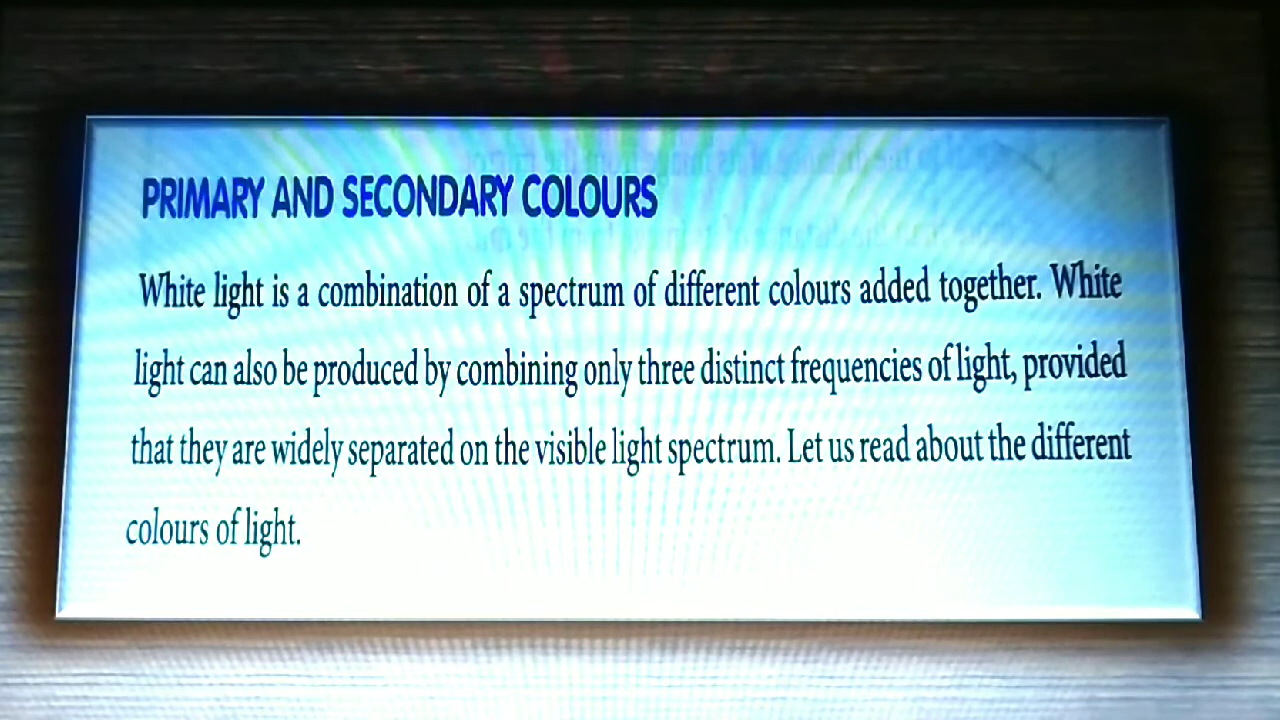 PRIMARY AND SECONDARY COLOURS
White light is a combination of a spectrum of different colours added together. White
light can also be produced by combining only three distinct frequencies of light, provided
that they are widely separated on the visible light spectrum. Let us read about the different
colours of light.